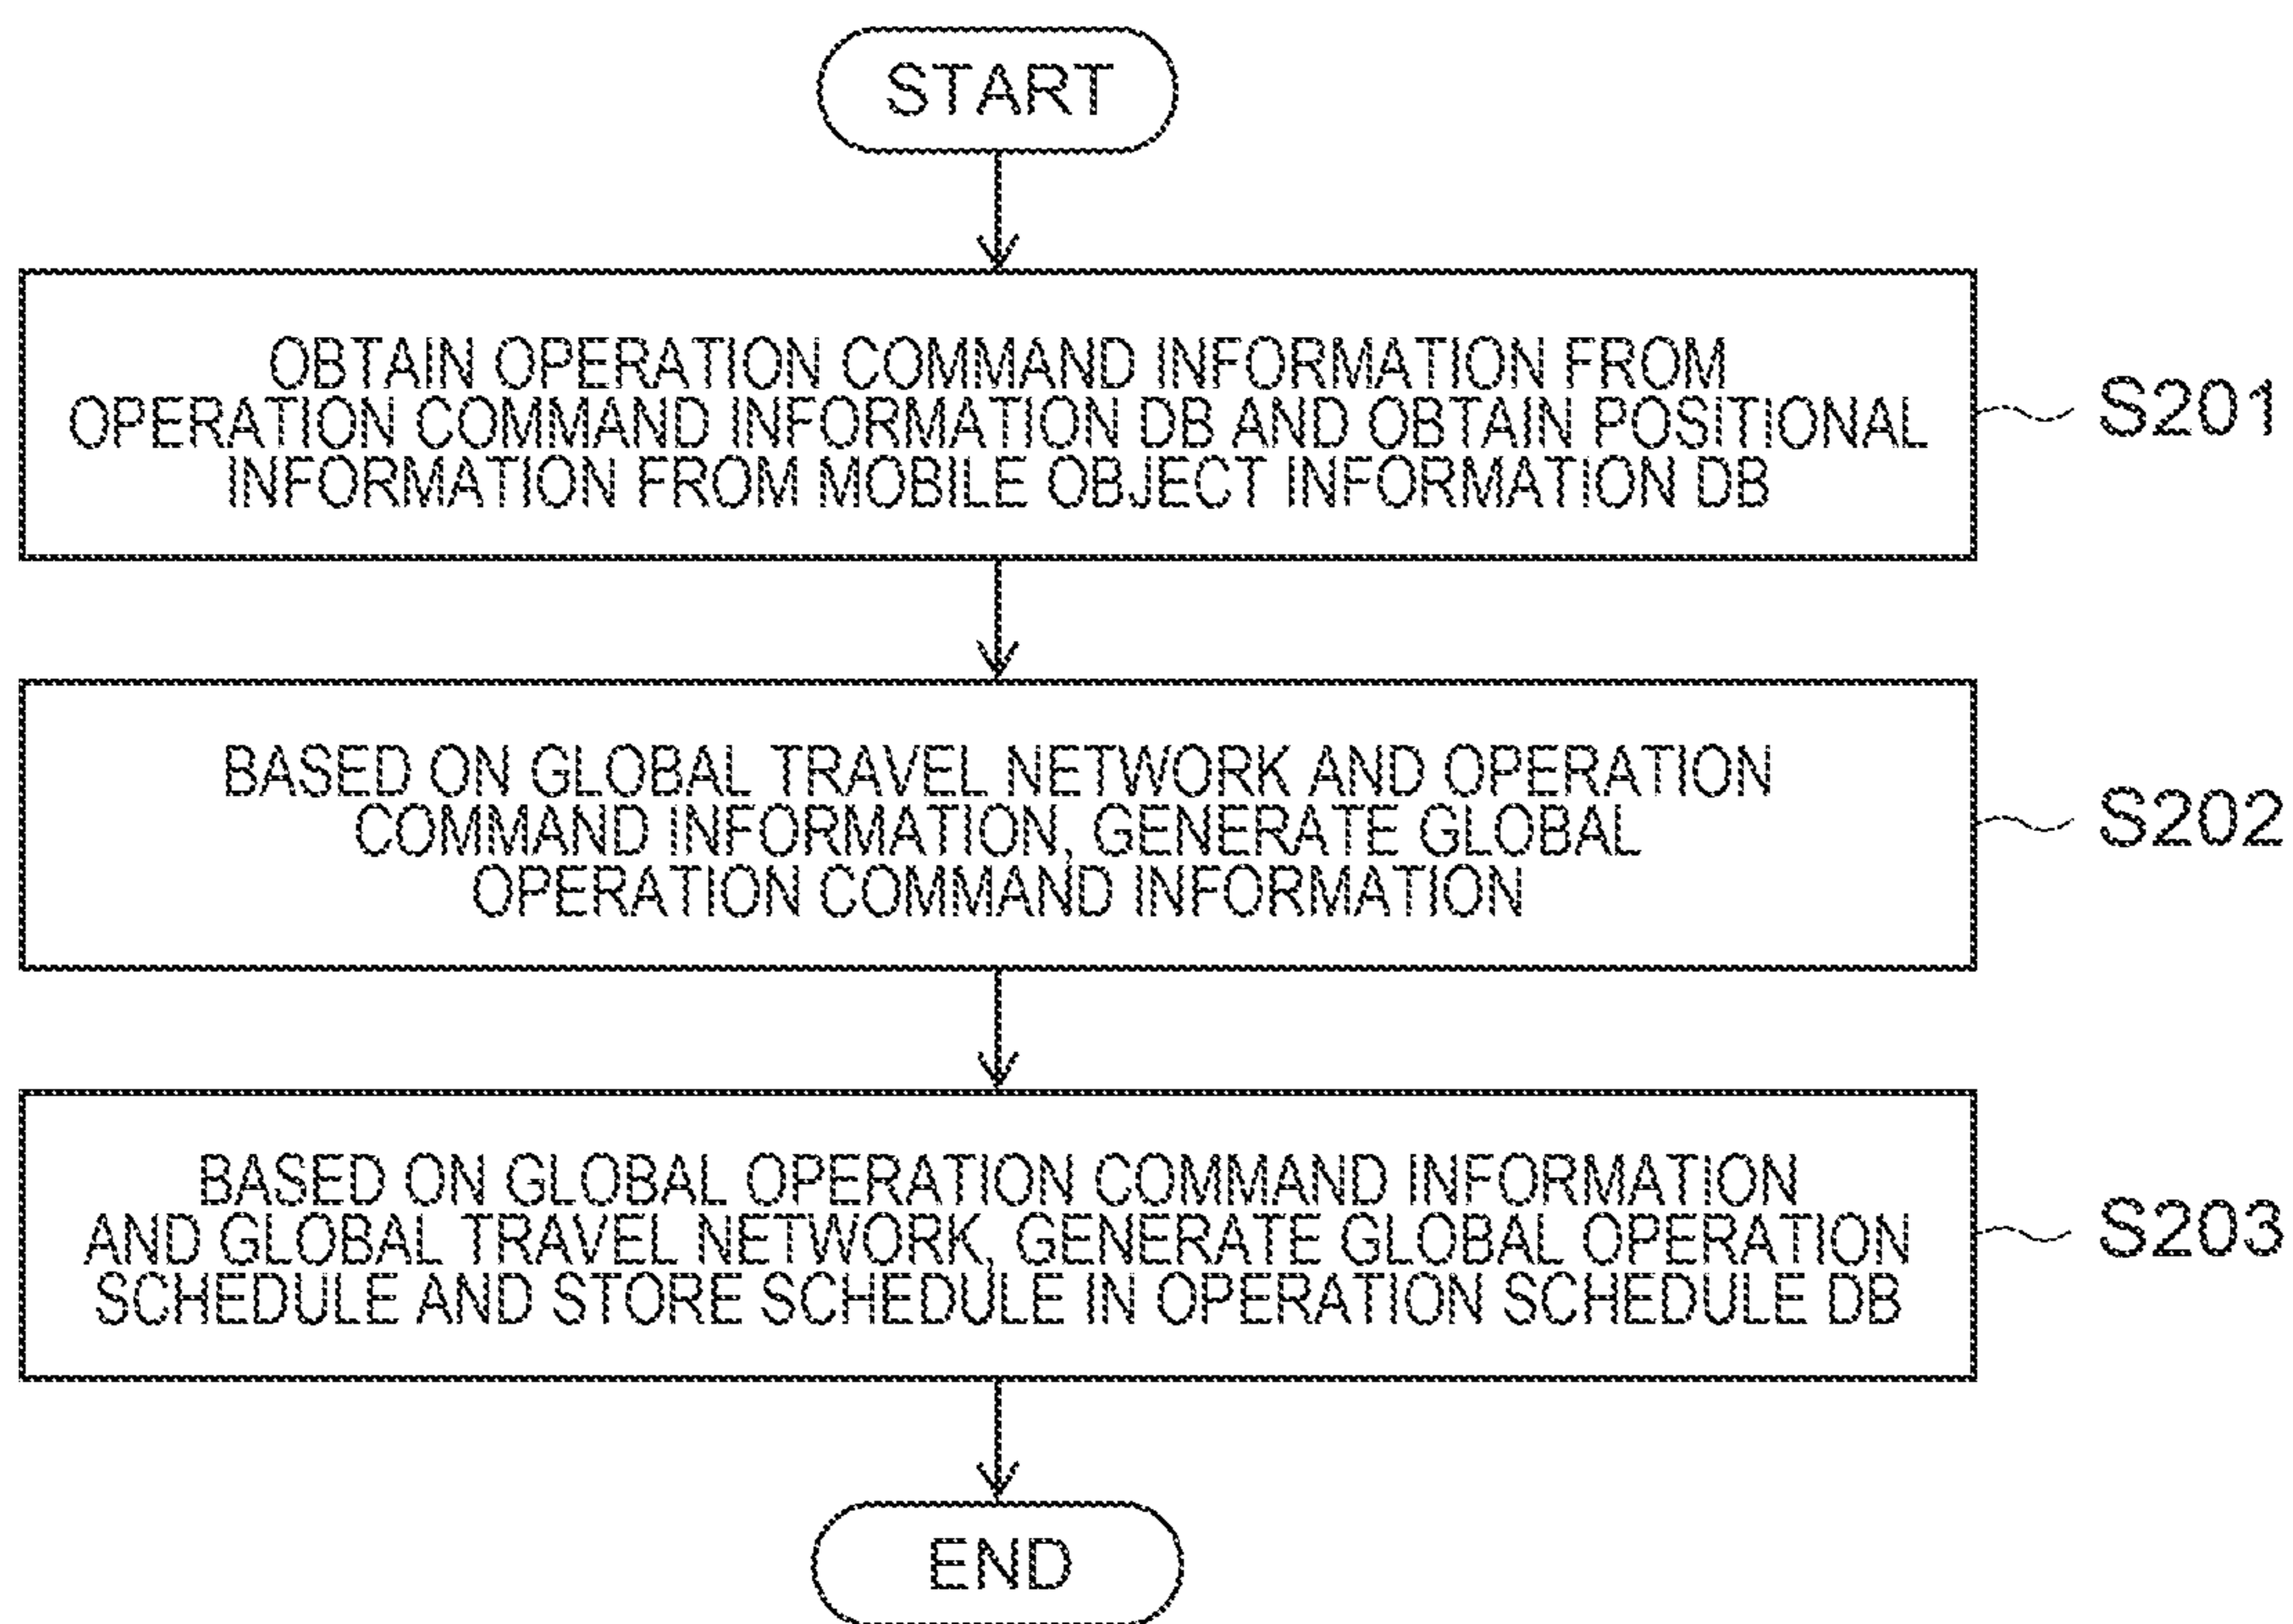 START
OBTAIN OPERATION COMMAND INFORMATION FROM
OPERATION COMMAND INFORMATION DB AND OBTAIN POSITIONAL
INFORMATION FROM MOBILE OBJECT INFORMATION DB
S201
BASED ON GLOBAL TRAVEL NETWORK AND OPERATION
COMMAND INFORMATION, GENERATE GLOBAL
OPERATION COMMAND INFORMATION
S202
BASED ON GLOBAL OPERATION COMMAND INFORMATION
AND GLOBAL TRAVEL NETWORK, GENERATE GLOBAL OPERATION
SCHEDULE AND STORE SCHEDULE IN OPERATION SCHEDULE DB
S203
END